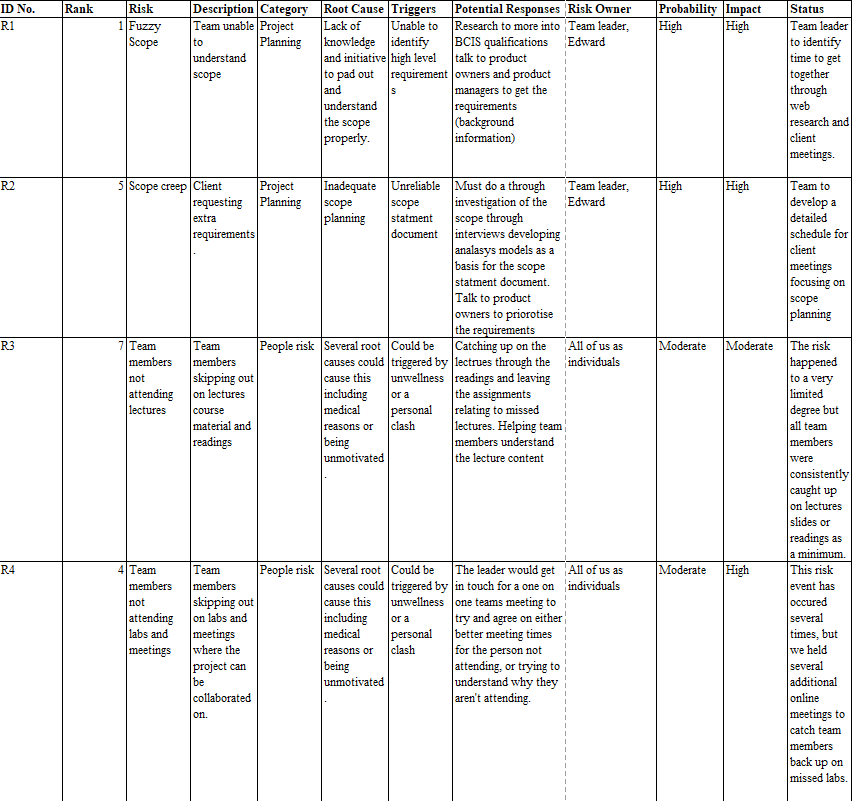 ID No. Rank Risk Description Category Root Cause Triggers Potential Responses Risk Owner Probability Impact Status
R1
1
Fuzzy
Scope
Team unable
to
understand
scope
Project
Planning
Lack of
knowledge
and initiative
to pad out
and
understand
the scope
properly.
Unable to
identify
high level
requirement
s
Research to more into
BCIS qualifications
talk to product
owners and product
managers to get the
requirements
(background
information)
Team leader,
Edward
High
High
Team
leader
to identify
time to get
together
through
web
research and
client
meetings.
R2
5
Scope creep
Client
requesting
extra
requirements
.
Project
Planning
Inadequate
scope
planning
Unreliable
scope
statment
document
Must do a through
investigation of the
scope through
interviews developing
analasys models as a
basis for the scope
statment document.
Talk to product
owners to priorotise
the requirements
Team leader,
Edward
High
High
Team to
develop a
detailed
schedule for
client
meetings
focusing on
scope
planning
R3
7
Team
members
not
attending
lectures
Team
members
skipping out
on lectures
course
material and
readings
People risk
Several root
causes could
cause this
including
medical
reasons or
being
unmotivated
.
Could be
triggered by
unwellness
or a
personal
clash
Catching up on the
lectrues through the
readings and leaving
the assignments
relating to missed
lectures. Helping team
members understand
the lecture content
All of us as
individuals
Moderate
Moderate
The risk
happened
to a very
limited
degree but
all team
members
were
consistently
caught up
on lectures
slides or
readings as
a minimum.
R4
4
Team
members
not
attending
labs and
meetings
Team
members
skipping out
on labs and
meetings
where the
project can
be
collaborated
on.
People risk
Several root
causes could
cause this
including
medical
reasons or
being
unmotivated
.
Could be
triggered by
unwellness
or a
personal
clash
The leader would get
in touch for a one on
one teams meeting to
try and agree on either
better meeting times
for the person not
attending, or trying to
understand why they
aren't attending.
All of us as
individuals
Moderate
High
This risk
event has
occured
several
times, but
we held
several
additional
online
meetings to
catch team
members
back up on
missed labs.